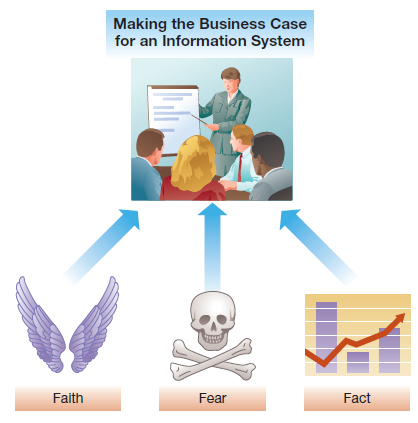 Making the Business Case
for an Information System
Faith
Fear
Fact